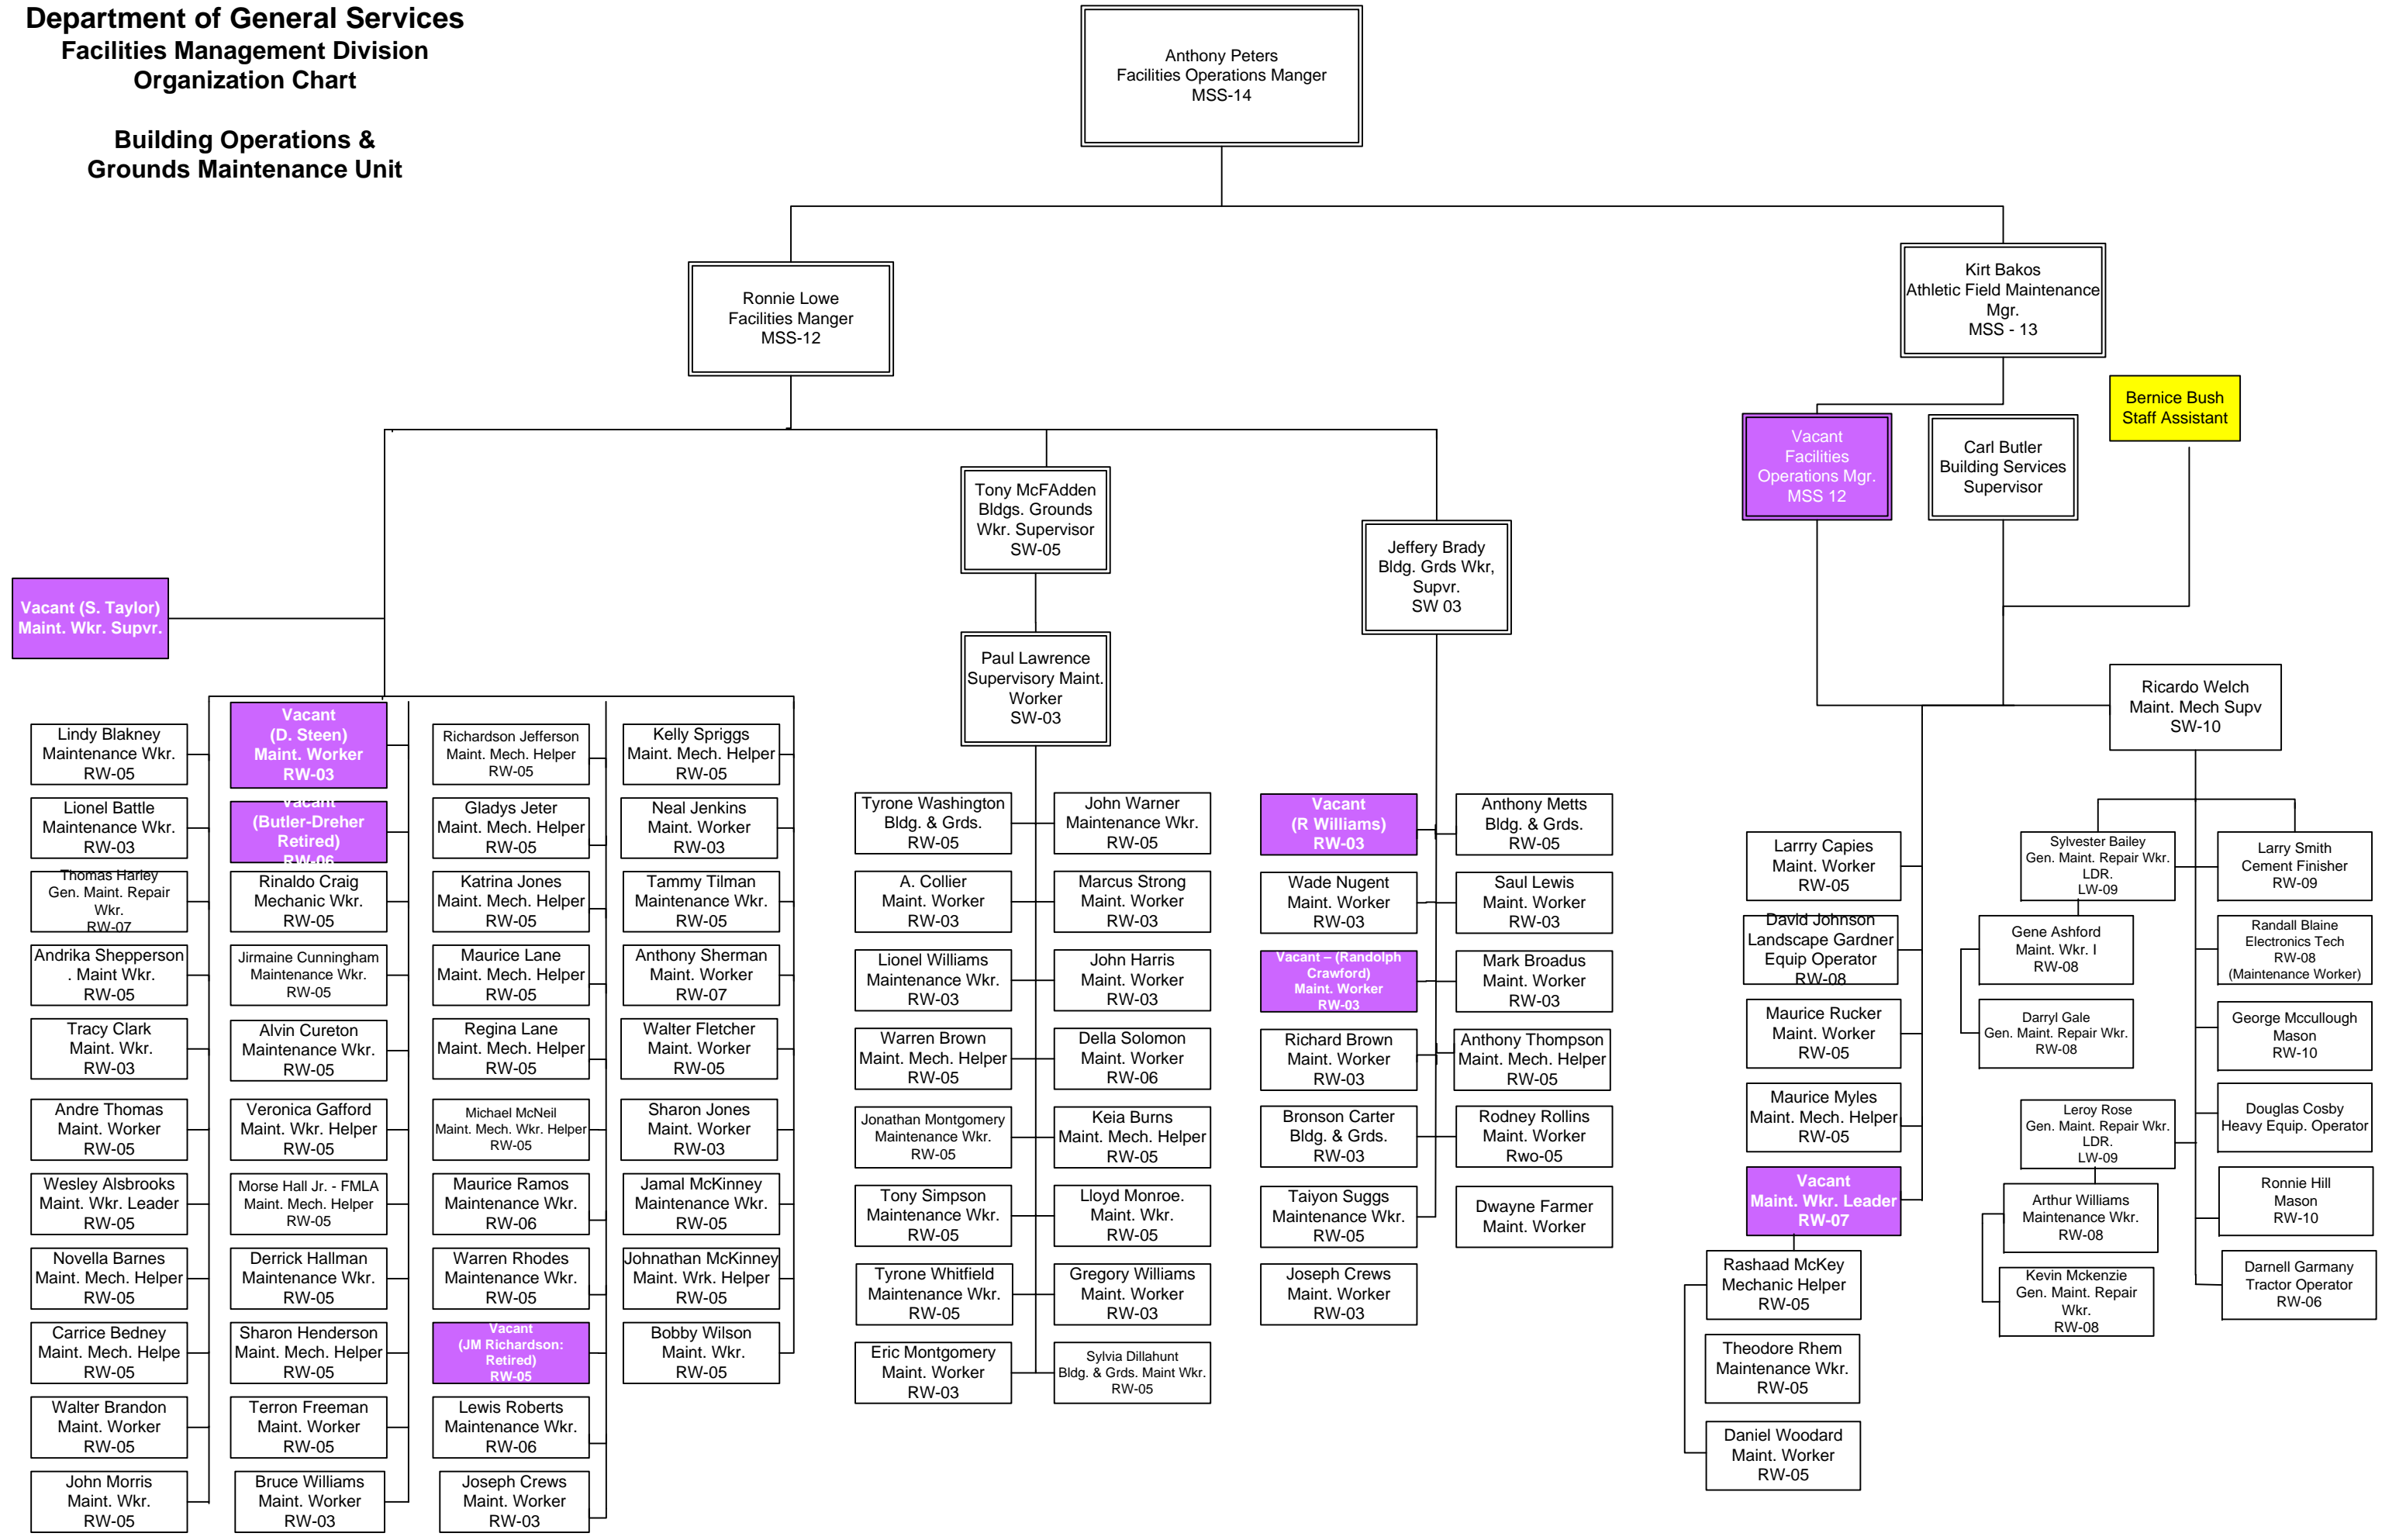 Department of General Services
Facilities Management Division
Organization Chart
Building Operations &
Grounds Maintenance Unit
Anthony Peters
Facilities Operations Manger
MSS-14
Ronnie Lowe
Facilities Manger
MSS-12
Kirt Bakos
Athletic Field Maintenance
Mgr.
MSS - 13
Bernice Bush
Staff Assistant
Vacant
Facilities
Operations Mgr.
MSS 12
Carl Butler
Building Services
Supervisor
Tony McFAdden
Bldgs. Grounds
Wkr. Supervisor
SW-05
Jeffery Brady
Bldg. Grds Wkr,
Supvr.
SW 03
Vacant (S. Taylor)
Maint. Wkr. Supvr.
Paul Lawrence
Supervisory Maint.
Worker
SW-03
Ricardo Welch
Maint. Mech Supv
SW-10
Lindy Blakney
Maintenance Wkr.
RW-05
Lionel Battle
Maintenance Wkr.
RW-03
Thomas Harley
Gen. Maint. Repair
Wkr.
RW-07
Andrika Shepperson
. Maint Wkr.
RW-05
Tracy Clark
Maint. Wkr.
RW-03
Andre Thomas
Maint. Worker
RW-05
Wesley Alsbrooks
Maint. Wkr. Leader
RW-05
Novella Barnes
Maint. Mech. Helper
RW-05
Carrice Bedney
Maint. Mech. Helpe
RW-05
Walter Brandon
Maint. Worker
RW-05
John Morris
Maint. Wkr.
RW-05
Vacant
(D. Steen)
Maint. Worker
RW-03
Vacant
(Butler-Dreher
Retired)
RW-06
Rinaldo Craig
Mechanic Wkr.
RW-05
Jirmaine Cunningham
Maintenance Wkr.
RW-05
Alvin Cureton
Maintenance Wkr.
RW-05
Veronica Gafford
Maint. Wkr. Helper
RW-05
Morse Hall Jr. - FMLA
Maint. Mech. Helper
RW-05
Derrick Hallman
Maintenance Wkr.
RW-05
Sharon Henderson
Maint. Mech. Helper
RW-05
Terron Freeman
Maint. Worker
RW-05
Bruce Williams
Maint. Worker
RW-03
Richardson Jefferson
Maint. Mech. Helper
RW-05
Gladys Jeter
Maint. Mech. Helper
RW-05
Katrina Jones
Maint. Mech. Helper
RW-05
Maurice Lane
Maint. Mech. Helper
RW-05
Regina Lane
Maint. Mech. Helper
RW-05
Michael McNeil
Maint. Mech. Wkr. Helper
RW-05
Maurice Ramos
Maintenance Wkr.
RW-06
Warren Rhodes
Maintenance Wkr.
RW-05
Vacant
(JM Richardson:
Retired)
RW-05
Lewis Roberts
Maintenance Wkr.
RW-06
Joseph Crews
Maint. Worker
RW-03
Kelly Spriggs
Maint. Mech. Helper
RW-05
Neal Jenkins
Maint. Worker
RW-03
Tammy Tilman
Maintenance Wkr.
RW-05
Anthony Sherman
Maint. Worker
RW-07
Walter Fletcher
Maint. Worker
RW-05
Sharon Jones
Maint. Worker
RW-03
Jamal McKinney
Maintenance Wkr.
RW-05
Johnathan McKinney
Maint. Wrk. Helper
RW-05
Bobby Wilson
Maint. Wkr.
RW-05
Tyrone Washington
Bldg. & Grds.
RW-05
A. Collier
Maint. Worker
RW-03
Lionel Williams
Maintenance Wkr.
RW-03
Warren Brown
Maint. Mech. Helper
RW-05
Jonathan Montgomery
Maintenance Wkr.
RW-05
Tony Simpson
Maintenance Wkr.
RW-05
Tyrone Whitfield
Maintenance Wkr.
RW-05
Eric Montgomery
Maint. Worker
RW-03
John Warner
Maintenance Wkr.
RW-05
Marcus Strong
Maint. Worker
RW-03
John Harris
Maint. Worker
RW-03
Della Solomon
Maint. Worker
RW-06
Keia Burns
Maint. Mech. Helper
RW-05
Lloyd Monroe.
Maint. Wkr.
RW-05
Gregory Williams
Maint. Worker
RW-03
Sylvia Dillahunt
Bldg. & Grds. Maint Wkr.
RW-05
Vacant
(R Williams)
RW-03
Wade Nugent
Maint. Worker
RW-03
Vacant – (Randolph
Crawford)
Maint. Worker
RW-03
Richard Brown
Maint. Worker
RW-03
Bronson Carter
Bldg. & Grds.
RW-03
Taiyon Suggs
Maintenance Wkr.
RW-05
Joseph Crews
Maint. Worker
RW-03
Anthony Metts
Bldg. & Grds.
RW-05
Saul Lewis
Maint. Worker
RW-03
Mark Broadus
Maint. Worker
RW-03
Anthony Thompson
Maint. Mech. Helper
RW-05
Rodney Rollins
Maint. Worker
Rwo-05
Dwayne Farmer
Maint. Worker
Larrry Capies
Maint. Worker
RW-05
David Johnson
Landscape Gardner
Equip Operator
RW-08
Maurice Rucker
Maint. Worker
RW-05
Maurice Myles
Maint. Mech. Helper
RW-05
Vacant
Maint. Wkr. Leader
RW-07
Rashaad McKey
Mechanic Helper
RW-05
Theodore Rhem
Maintenance Wkr.
RW-05
Daniel Woodard
Maint. Worker
RW-05
Sylvester Bailey
Gen. Maint. Repair Wkr.
LDR.
LW-09
Gene Ashford
Maint. Wkr. I
RW-08
Darryl Gale
Gen. Maint. Repair Wkr.
RW-08
Leroy Rose
Gen. Maint. Repair Wkr.
LDR.
LW-09
Arthur Williams
Maintenance Wkr.
RW-08
Kevin Mckenzie
Gen. Maint. Repair
Wkr.
RW-08
Larry Smith
Cement Finisher
RW-09
Randall Blaine
Electronics Tech
RW-08
(Maintenance Worker)
George Mccullough
Mason
RW-10
Douglas Cosby
Heavy Equip. Operator
Ronnie Hill
Mason
RW-10
Darnell Garmany
Tractor Operator
RW-06